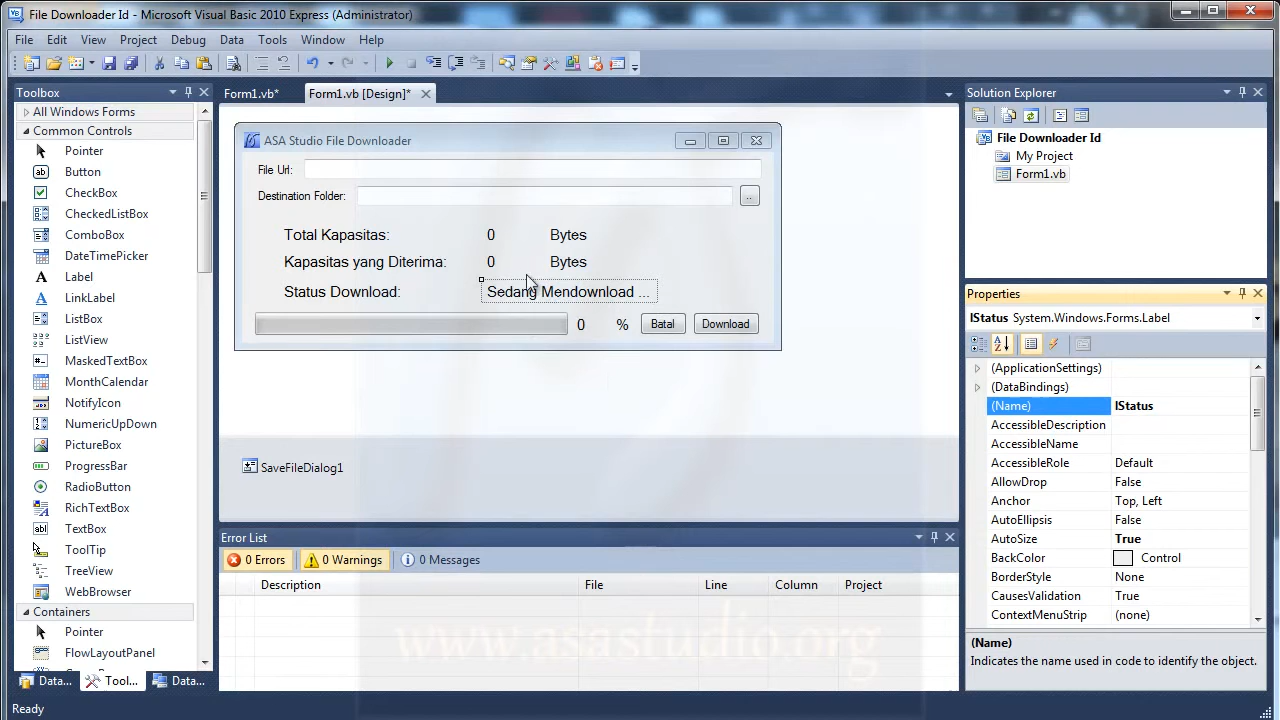 File Downloader Id - Microsoft Visual Basic 2010 Express (Administrator)
File Edit View Project Debug Data Tools Window Help
Toolbox
All Windows Forms
Common Controls
Pointer
Button
CheckBox
CheckedListBox
ComboBox
DateTimePicker
Label
LinkLabel
ListBox
ListView
MaskedTextBox
MonthCalendar
NotifyIcon
NumericUpDown
PictureBox
ProgressBar
RadioButton
RichTextBox
TextBox
ToolTip
TreeView
WebBrowser
Containers
Pointer
FlowLayoutPanel
Data... Tool... Data...
Form1.vb* Form1.vb [Design]*
ASA Studio File Downloader
File Url:
Destination Folder: ..
Total Kapasitas: 0 Bytes
Kapasitas yang Diterima: 0 Bytes
Status Download: Sedang Mendownload ...
0 % Batal Download
SaveFileDialog1
Error List
0 Errors 0 Warnings 0 Messages
Description File Line Column Project
www.asastudio.org
Solution Explorer
File Downloader Id
My Project
Form1.vb
Properties
lStatus System.Windows.Forms.Label
(ApplicationSettings)
(DataBindings)
(Name) lStatus
AccessibleDescription
AccessibleName
AccessibleRole Default
AllowDrop False
Anchor Top, Left
AutoEllipsis False
AutoSize True
BackColor Control
BorderStyle None
CausesValidation True
ContextMenuStrip (none)
(Name)
Indicates the name used in code to identify the object.
Ready